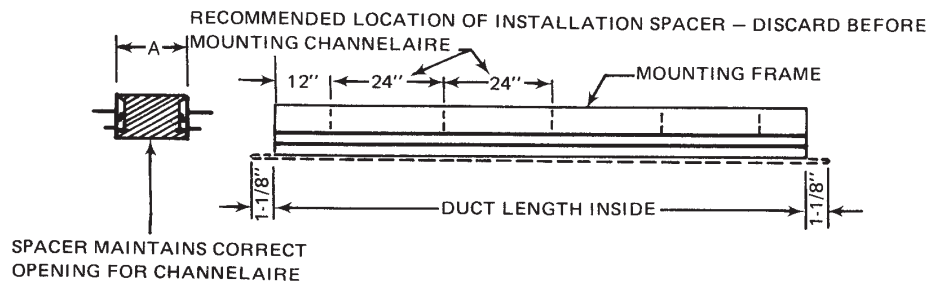 RECOMMENDED LOCATION OF INSTALLATION SPACER – DISCARD BEFORE
MOUNTING CHANNELAIRE
A
12" 24" 24" MOUNTING FRAME
1-1/8" DUCT LENGTH INSIDE 1-1/8"
SPACER MAINTAINS CORRECT
OPENING FOR CHANNELAIRE